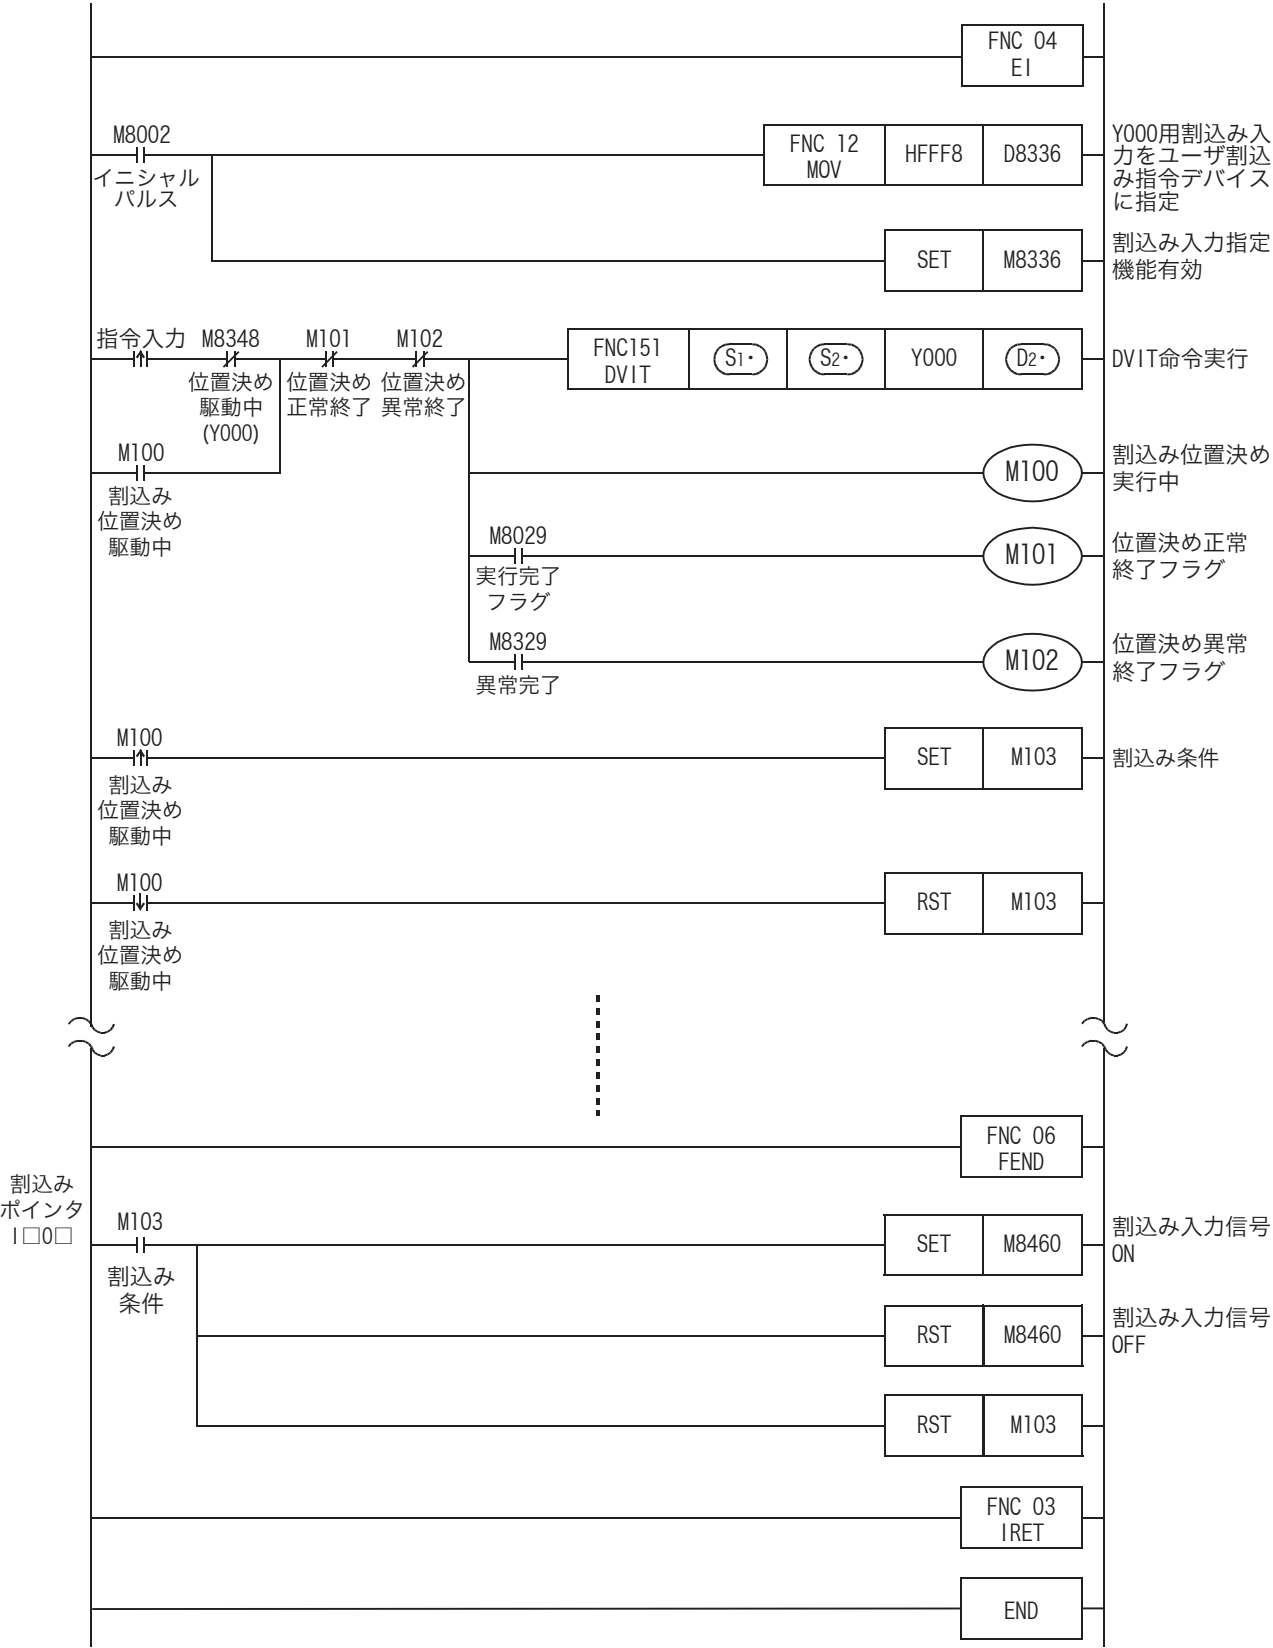 FNC 04
EI
M8002
イニシャル
パルス
FNC 12
MOV
HFFF8
D8336
Y000用割込み入
力をユーザ割込
み指令デバイス
に指定
SET
M8336
割込み入力指定
機能有効
指令入力
M8348
位置決め
駆動中
(Y000)
M101
位置決め
正常終了
M102
位置決め
異常終了
FNC151
DVIT
S1・
S2・
Y000
D2・
DVIT命令実行
M100
割込み
位置決め
駆動中
M100
割込み位置決め
実行中
M8029
実行完了
フラグ
M101
位置決め正常
終了フラグ
M8329
異常完了
M102
位置決め異常
終了フラグ
M100
割込み
位置決め
駆動中
SET
M103
割込み条件
M100
割込み
位置決め
駆動中
RST
M103
FNC 06
FEND
割込み
ポインタ
I□0□
M103
割込み
条件
SET
M8460
割込み入力信号
ON
RST
M8460
割込み入力信号
OFF
RST
M103
FNC 03
IRET
END